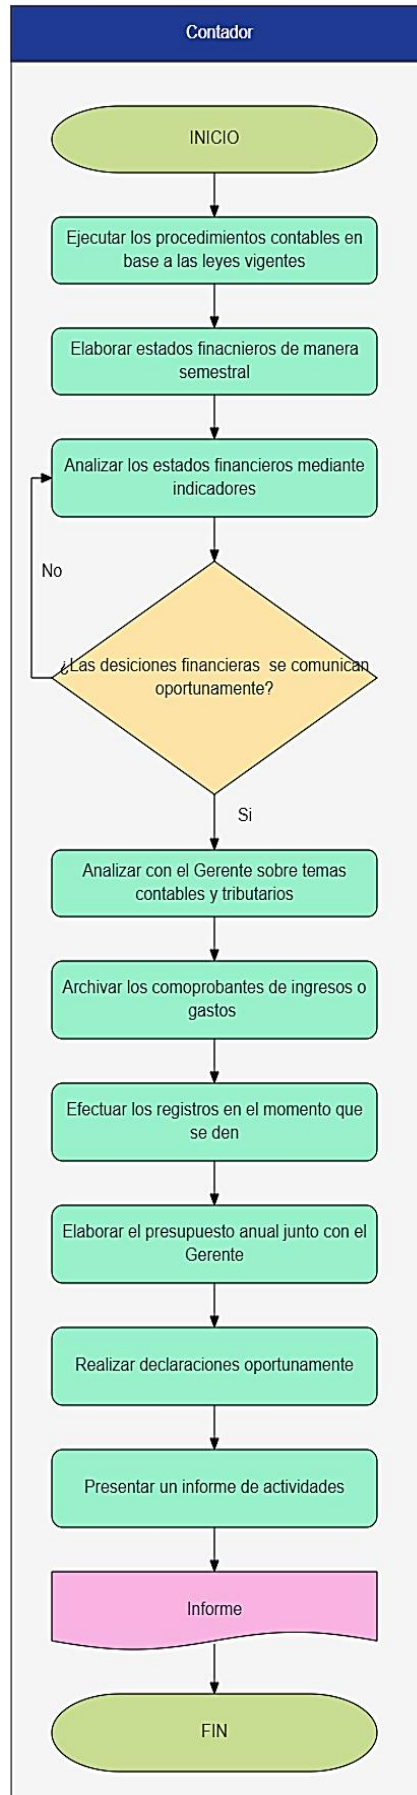 Contador
INICIO
Ejecutar los procedimientos contables en
base a las leyes vigentes
Elaborar estados finacnieros de manera
semestral
Analizar los estados financieros mediante
indicadores
No
¿Las desiciones financieras se comunican
oportunamente?
Si
Analizar con el Gerente sobre temas
contables y tributarios
Archivar los comoprobantes de ingresos o
gastos
Efectuar los registros en el momento que
se den
Elaborar el presupuesto anual junto con el
Gerente
Realizar declaraciones oportunamente
Presentar un informe de actividades
Informe
FIN